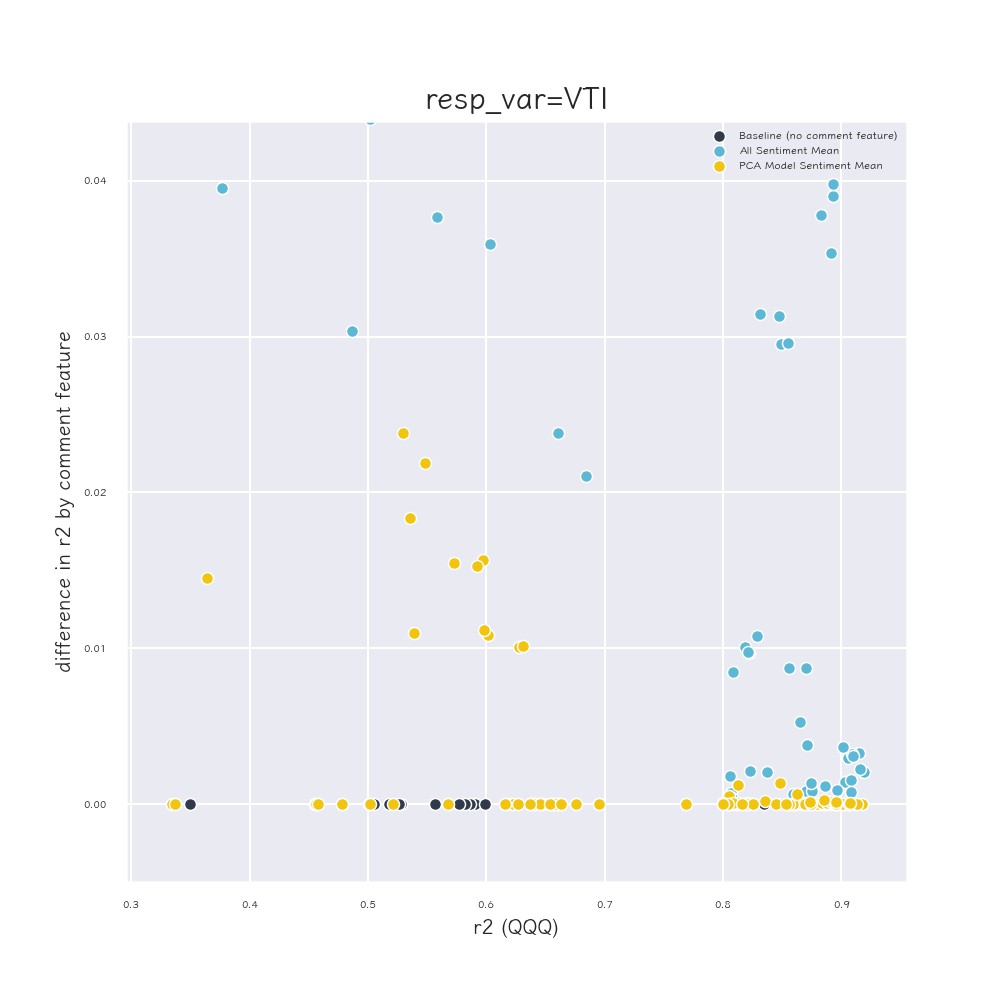 resp_var=VTI
Baseline (no comment feature)
All Sentiment Mean
PCA Model Sentiment Mean
difference in r2 by comment feature
0.04
0.03
0.02
0.01
0.00
0.3 0.4 0.5 0.6 0.7 0.8 0.9
r2 (QQQ)